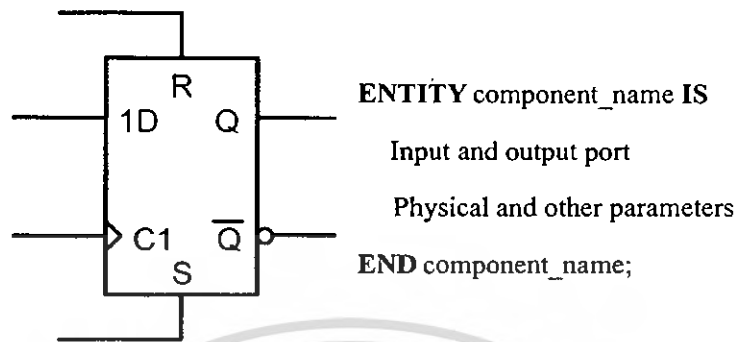 R
1D Q
C1 Q̅
S
ENTITY component_name IS
Input and output port
Physical and other parameters
END component_name;